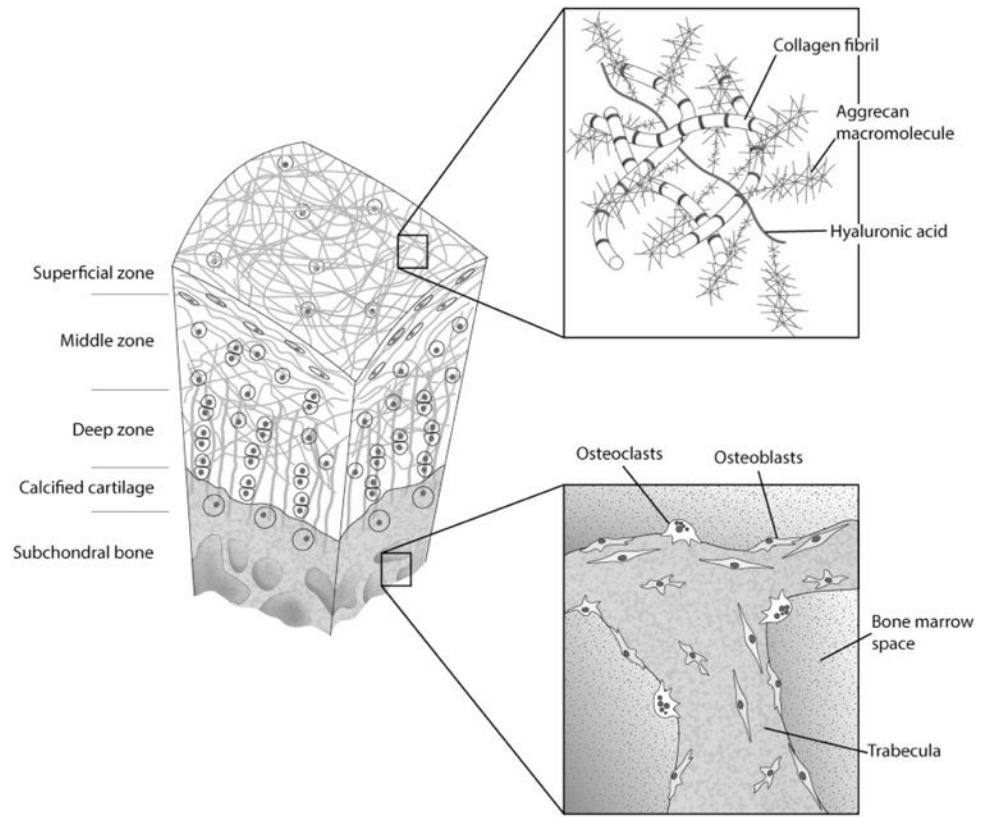 Superficial zone
Middle zone
Deep zone
Calcified cartilage
Subchondral bone
Collagen fibril
Aggrecan
macromolecule
Hyaluronic acid
Osteoclasts
Osteoblasts
Bone marrow
space
Trabecula